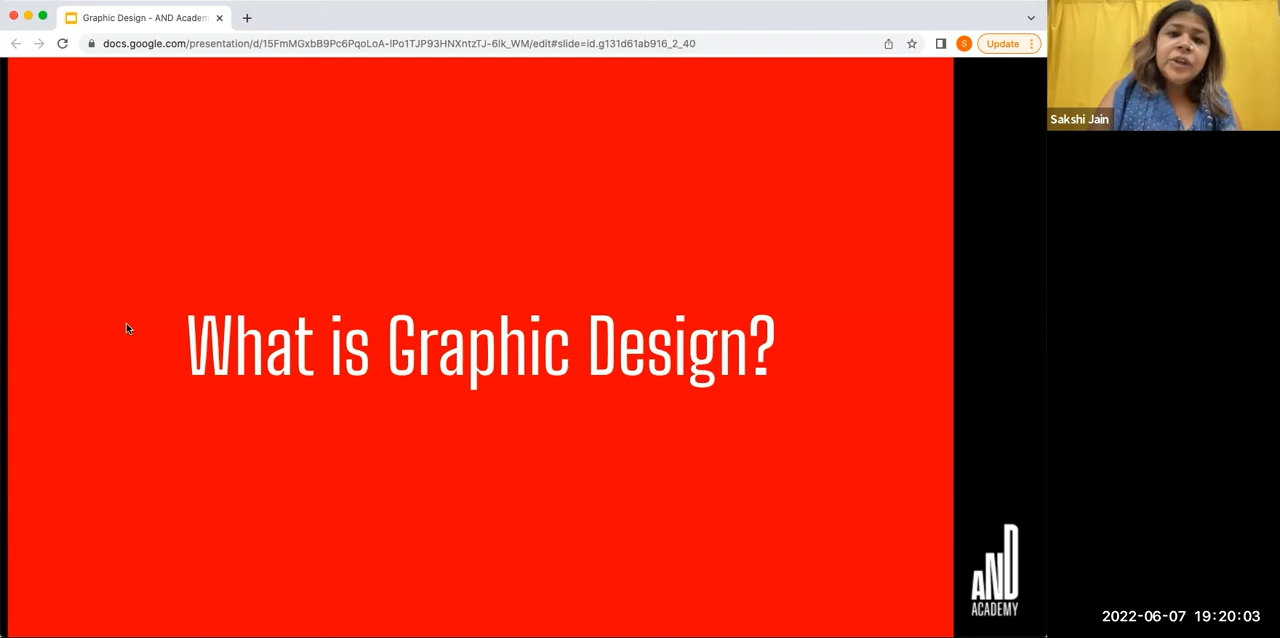 Graphic Design - AND Academ
docs.google.com/presentation/d/15FmMGxbB9Pc6PqoLoA-IPo1TJP93HNXntzTJ-6lk_WM/edit#slide=id.g131d61ab916_2_40
S
Update
Sakshi Jain
What is Graphic Design?
AND
ACADEMY
2022-06-07 19:20:03